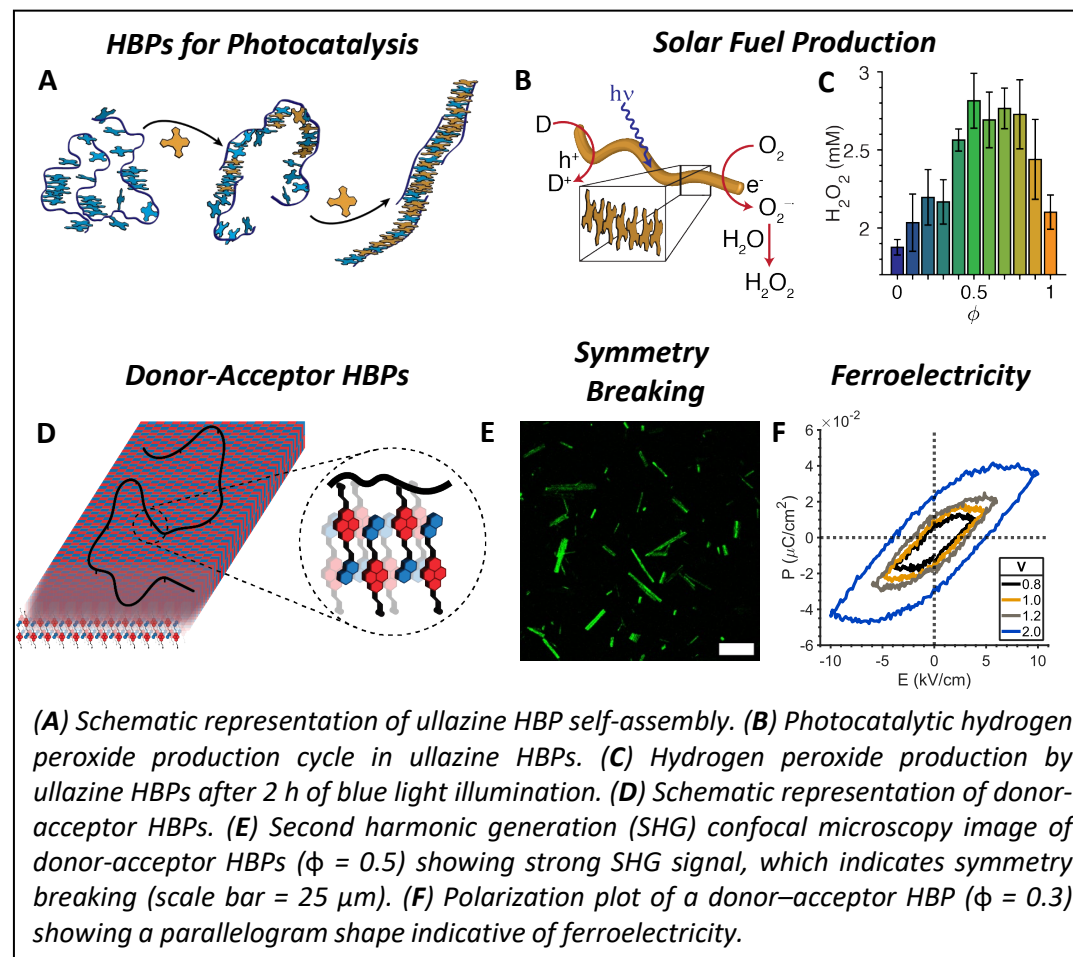 HBPs for Photocatalysis
Solar Fuel Production
A
B
hν
D
h⁺
D⁺
O₂
e⁻
O₂⁻·
H₂O
H₂O₂
C
H₂O₂ (mM)
3
2.5
2
0
0.5
1
ϕ
Donor-Acceptor HBPs
Symmetry
Breaking
Ferroelectricity
D
E
F
×10⁻²
6
4
2
0
-2
-4
-6
P (μC/cm²)
-10
-5
0
5
10
E (kV/cm)
V
0.8
1.0
1.2
2.0
(A) Schematic representation of ullazine HBP self-assembly. (B) Photocatalytic hydrogen
peroxide production cycle in ullazine HBPs. (C) Hydrogen peroxide production by
ullazine HBPs after 2 h of blue light illumination. (D) Schematic representation of donor-
acceptor HBPs. (E) Second harmonic generation (SHG) confocal microscopy image of
donor-acceptor HBPs (ϕ = 0.5) showing strong SHG signal, which indicates symmetry
breaking (scale bar = 25 μm). (F) Polarization plot of a donor–acceptor HBP (ϕ = 0.3)
showing a parallelogram shape indicative of ferroelectricity.